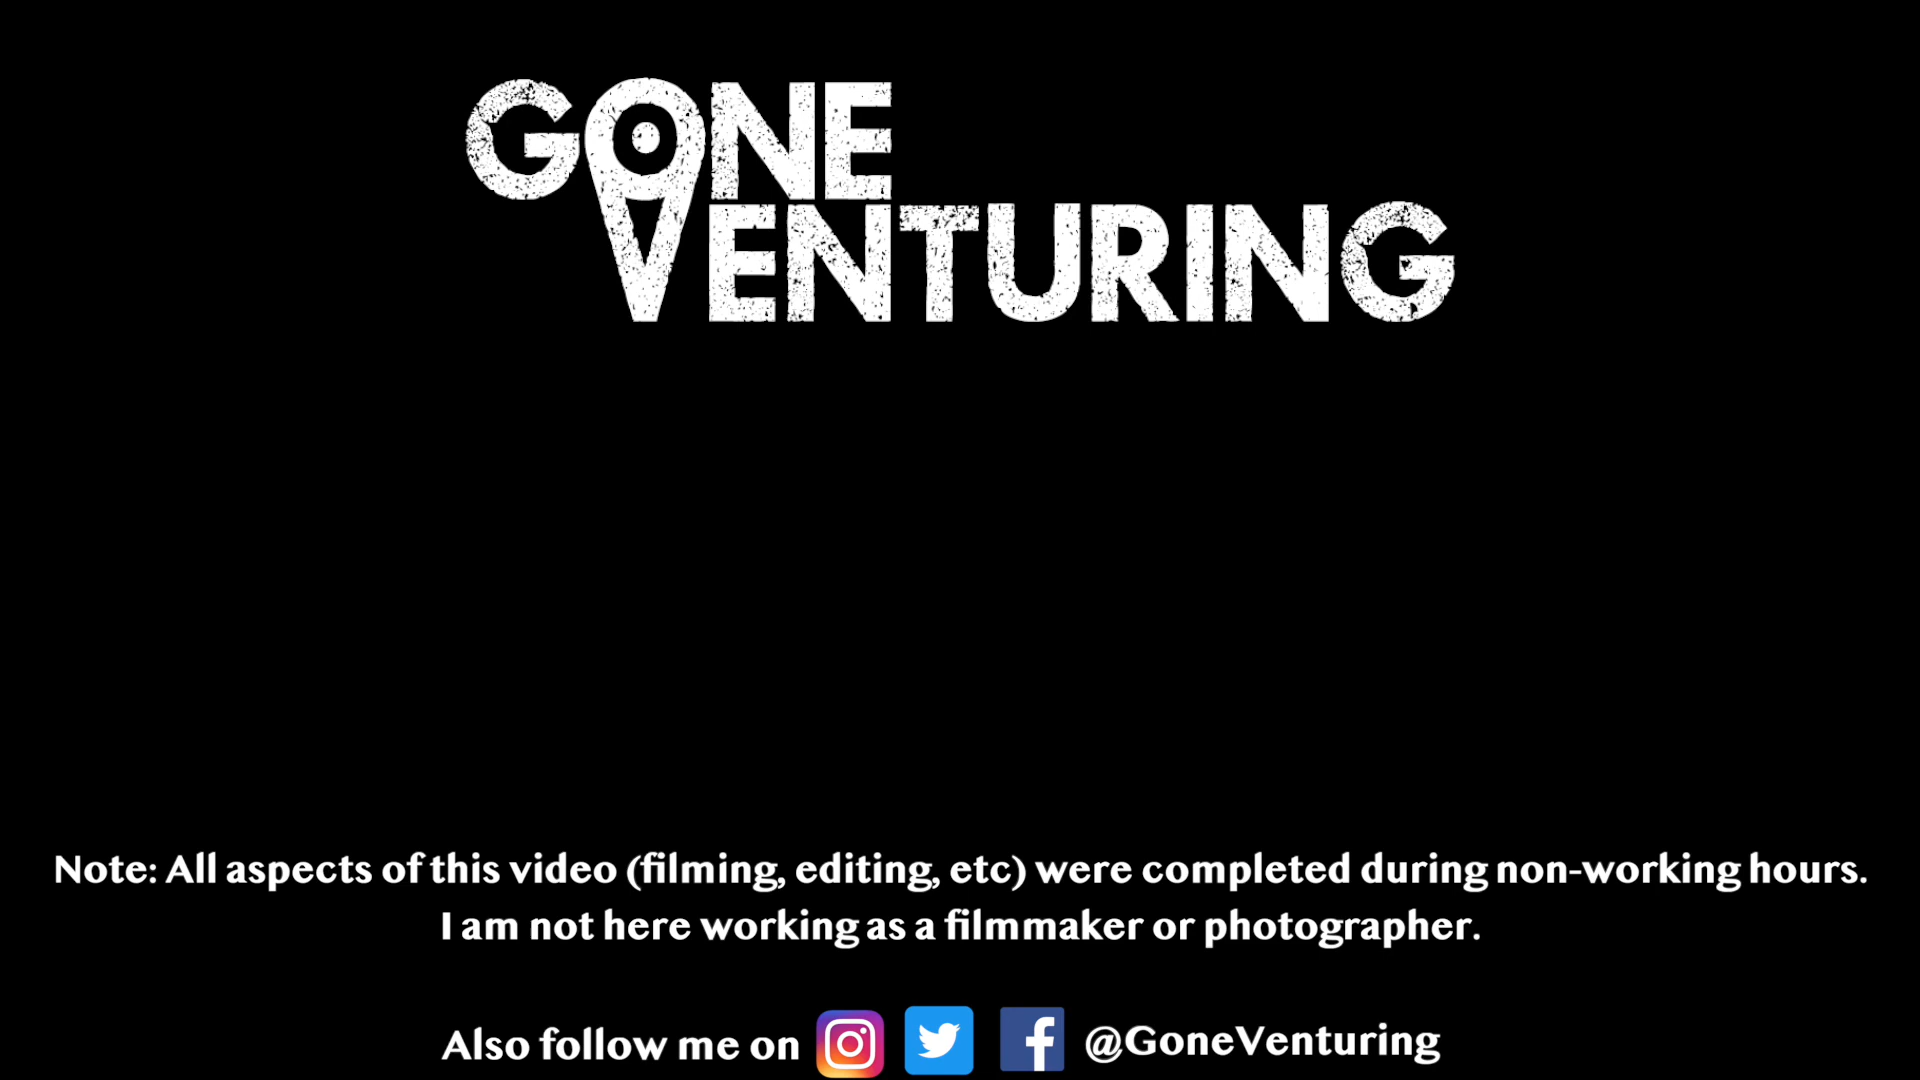 GONE
VENTURING
Note: All aspects of this video (filming, editing, etc) were completed during non-working hours.
I am not here working as a filmmaker or photographer.
Also follow me on @GoneVenturing